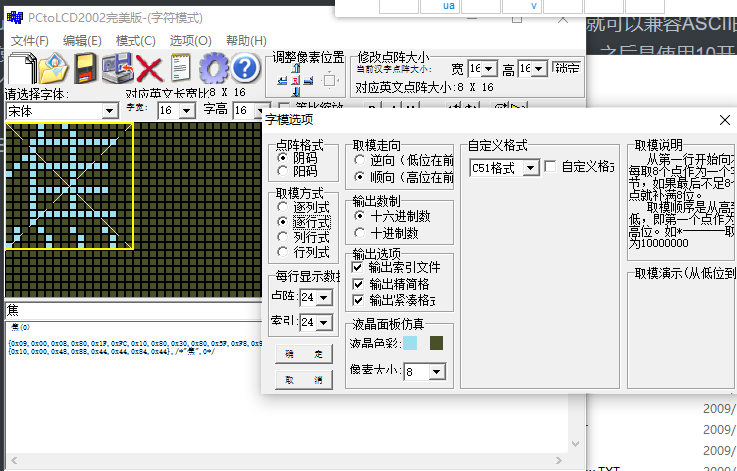 ua
v
就可以兼容ASCII
PCtoLCD2002完美版-(字符模式)
文件(F) 编辑(E) 模式(C) 选项(O) 帮助(H)
之后是使用10开
调整像素位置
修改点阵大小
当前汉字点阵大小:
宽 16 高 16 锁定
对应英文点阵大小:8 X 16
请选择字体:
对应英文长宽比8 X 16
宋体
字宽: 16
字高 16
等比缩放
字模选项
点阵格式
阴码
阳码
取模走向
逆向(低位在前
顺向(高位在前
自定义格式
C51格式
自定义格式
取模说明
从第一行开始向
每取8个点作为一个
节,如果最后不足8
点就补满8位。
取模顺序是从高
低,即第一个点作为
高位。如*-------取
为10000000
取模方式
逐列式
逐行式
列行式
行列式
输出数制
十六进制数
十进制数
输出选项
输出索引文件
输出精简格
输出紧凑格式
每行显示数据
点阵: 24
索引: 24
取模演示(从低位到
液晶面板仿真
液晶色彩:
像素大小: 8
确 定
取 消
焦
焦(0)
{0x09,0x00,0x08,0x80,0x1F,0xFC,0x10,0x80,0x30,0x80,0x5F,0xF8,0x9
{0x10,0x00,0x48,0x88,0x44,0x44,0x84,0x44},/*"焦",0*/
2009/
2009/
2009/
2009/
.TXT